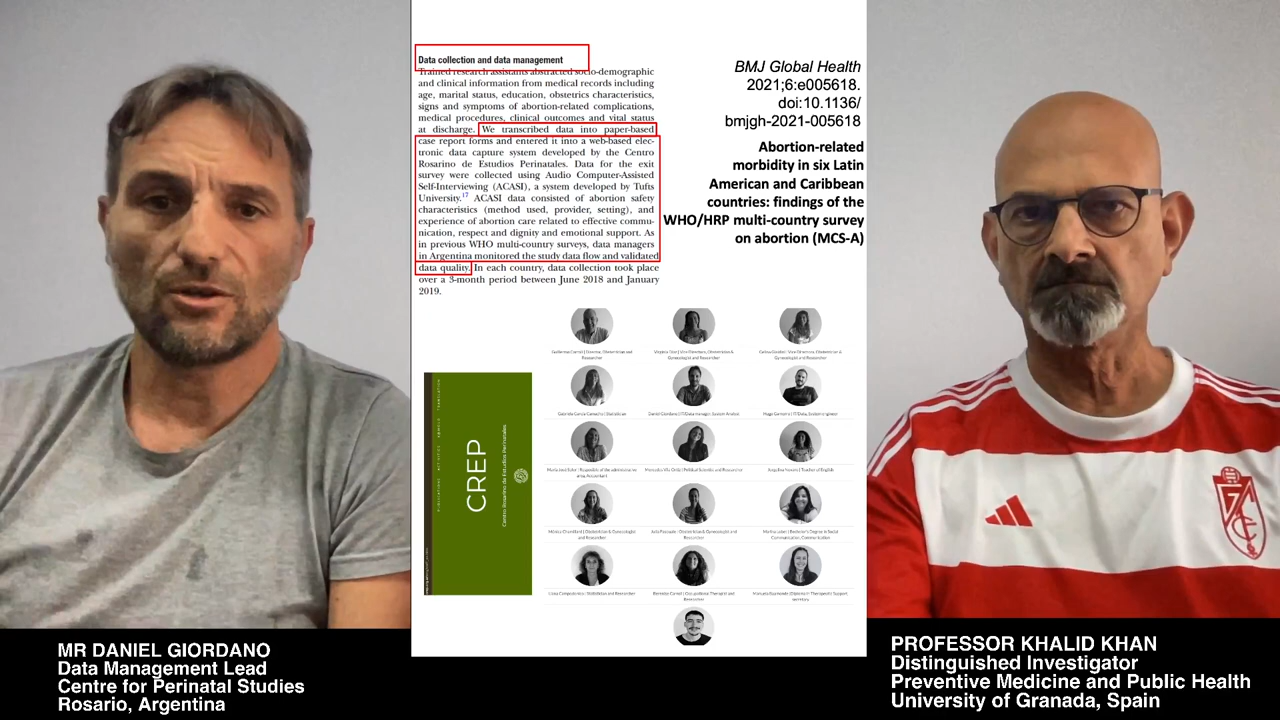 Data collection and data management
Trained research assistants abstracted socio-demographic
and clinical information from medical records including
age, marital status, education, obstetrics characteristics,
signs and symptoms of abortion-related complications,
medical procedures, clinical outcomes and vital status
at discharge. We transcribed data into paper-based
case report forms and entered it into a web-based elec-
tronic data capture system developed by the Centro
Rosarino de Estudios Perinatales. Data for the exit
survey were collected using Audio Computer-Assisted
Self-Interviewing (ACASI), a system developed by Tufts
University.17 ACASI data consisted of abortion safety
characteristics (method used, provider, setting), and
experience of abortion care related to effective commu-
nication, respect and dignity and emotional support. As
in previous WHO multi-country surveys, data managers
in Argentina monitored the study data flow and validated
data quality. In each country, data collection took place
over a 3-month period between June 2018 and January
2019.
BMJ Global Health
2021;6:e005618.
doi:10.1136/
bmjgh-2021-005618
Abortion-related
morbidity in six Latin
American and Caribbean
countries: findings of the
WHO/HRP multi-country survey
on abortion (MCS-A)
CREP
Centro Rosarino de Estudios Perinatales
MR DANIEL GIORDANO
Data Management Lead
Centre for Perinatal Studies
Rosario, Argentina
PROFESSOR KHALID KHAN
Distinguished Investigator
Preventive Medicine and Public Health
University of Granada, Spain